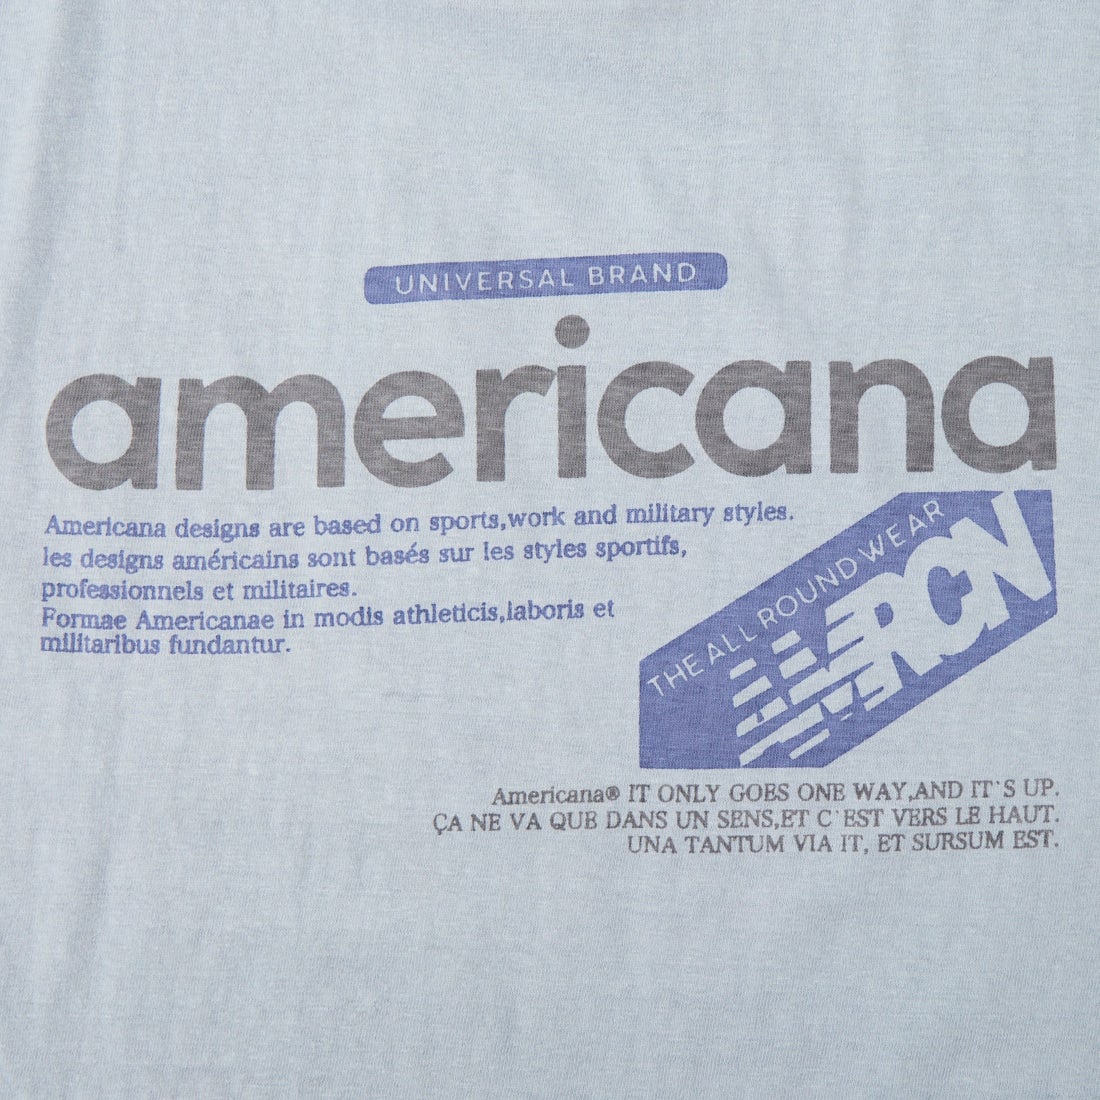 UNIVERSAL BRAND
americana
Americana designs are based on sports,work and military styles.
les designs américains sont basés sur les styles sportifs,
professionnels et militaires.
Formae Americanae in modis athleticis,laboris et
militaribus fundantur.
THE ALL ROUND WEAR
Americana® IT ONLY GOES ONE WAY,AND IT`S UP.
ÇA NE VA QUE DANS UN SENS,ET C`EST VERS LE HAUT.
UNA TANTUM VIA IT, ET SURSUM EST.